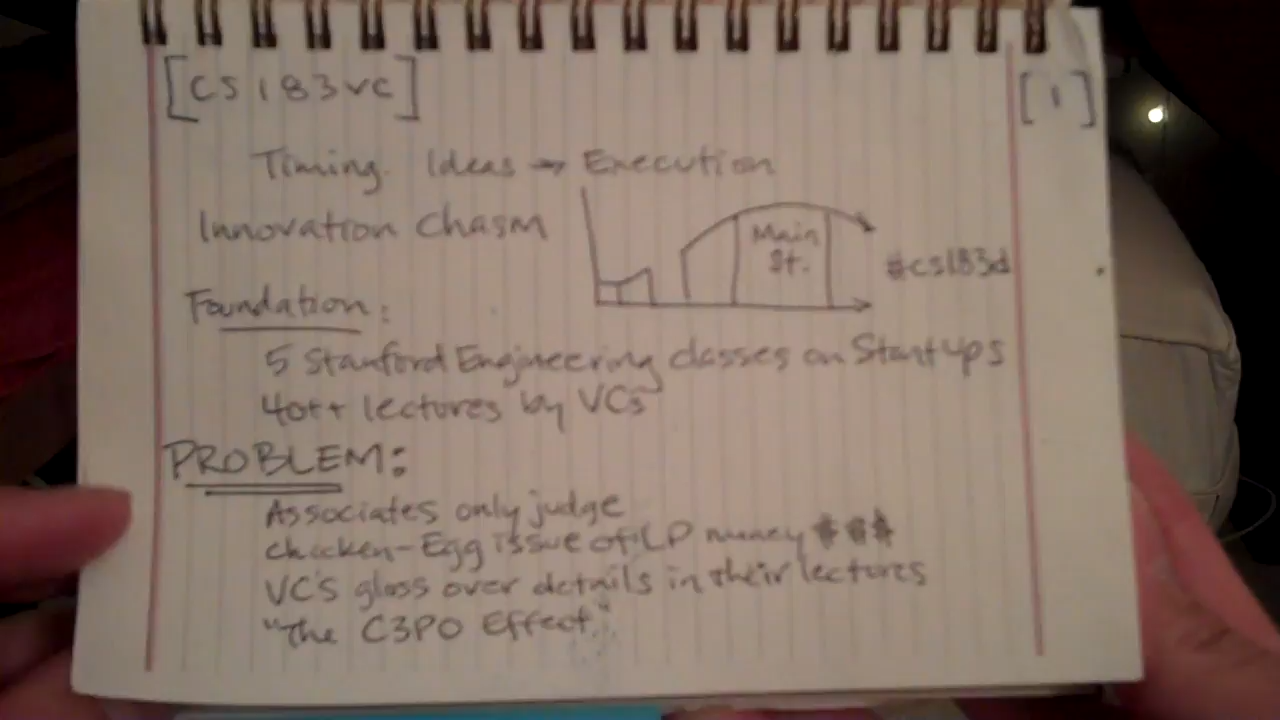 [CS183VC]
[1]
Timing Ideas → Execution
Innovation Chasm
Main
St.
#cs183d
Foundation:
5 Stanford Engineering classes on Startups
40++ lectures by VCs
PROBLEM:
Associates only judge
Chicken-Egg issue of LP money $$$
VC's gloss over details in their lectures
"The C3PO Effect"